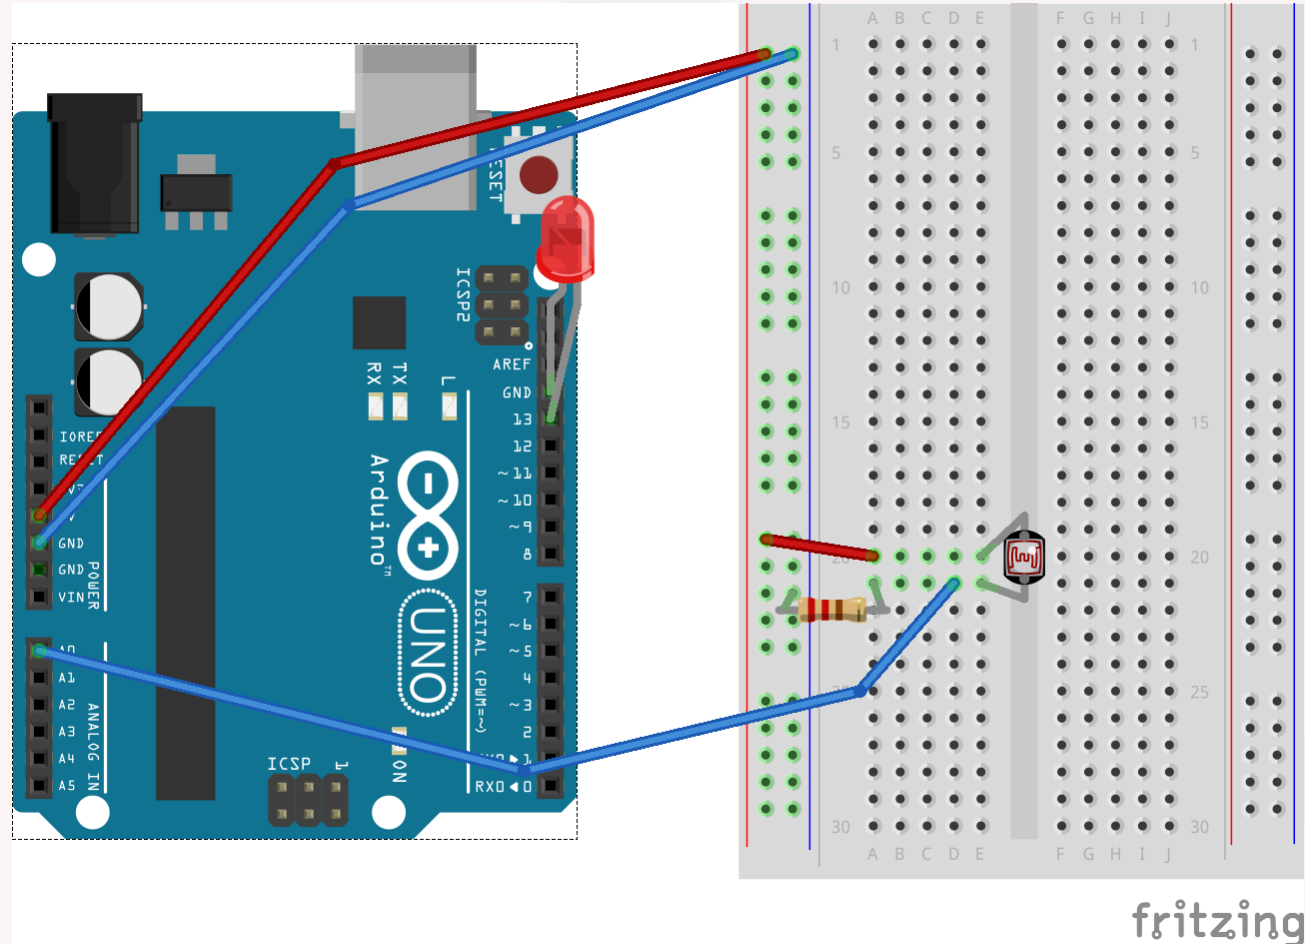 A B C D E F G H I J
1 1
5 5
10 10
15 15
20 20
25 25
30 30
A B C D E F G H I J
RESET
ICSP2
AREF
GND
13
12
~11
~10
~9
8
7
~6
~5
4
~3
2
1
RX0 ◄ 0
DIGITAL (PWM=~)
RX
TX
L
Arduino™
UNO
IOREF
RESET
GND
GND
VIN
POWER
A0
A1
A2
A3
A4
A5
ANALOG IN
ICSP
1
ON
fritzing